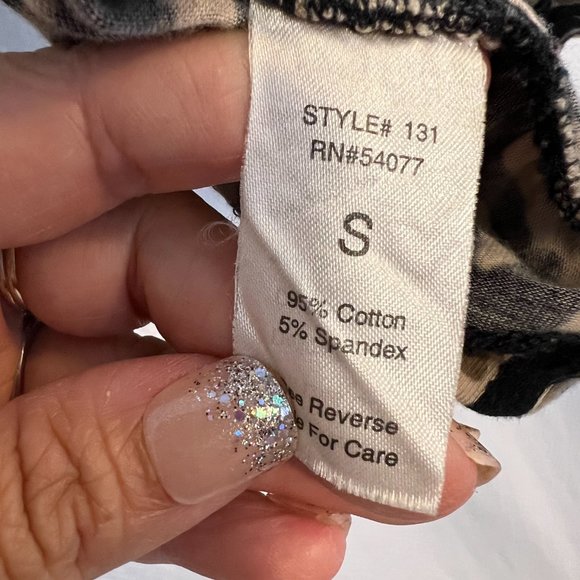 STYLE# 131
RN#54077
S
95% Cotton
5% Spandex
Reverse
For Care